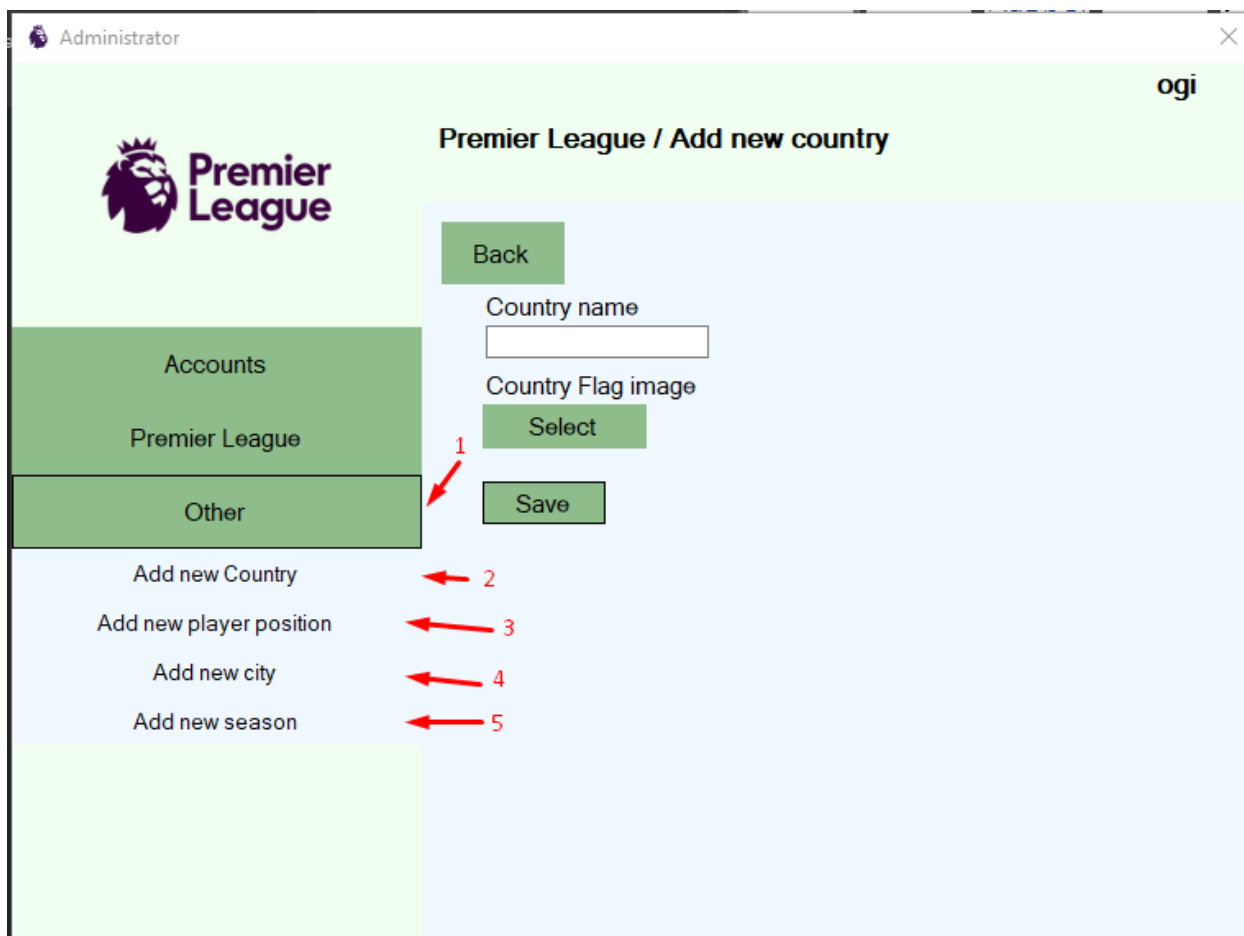 Administrator
ogi
Premier League / Add new country
Premier
League
Back
Country name
Country Flag image
Select
Save
Accounts
Premier League
Other
Add new Country
Add new player position
Add new city
Add new season
1
2
3
4
5